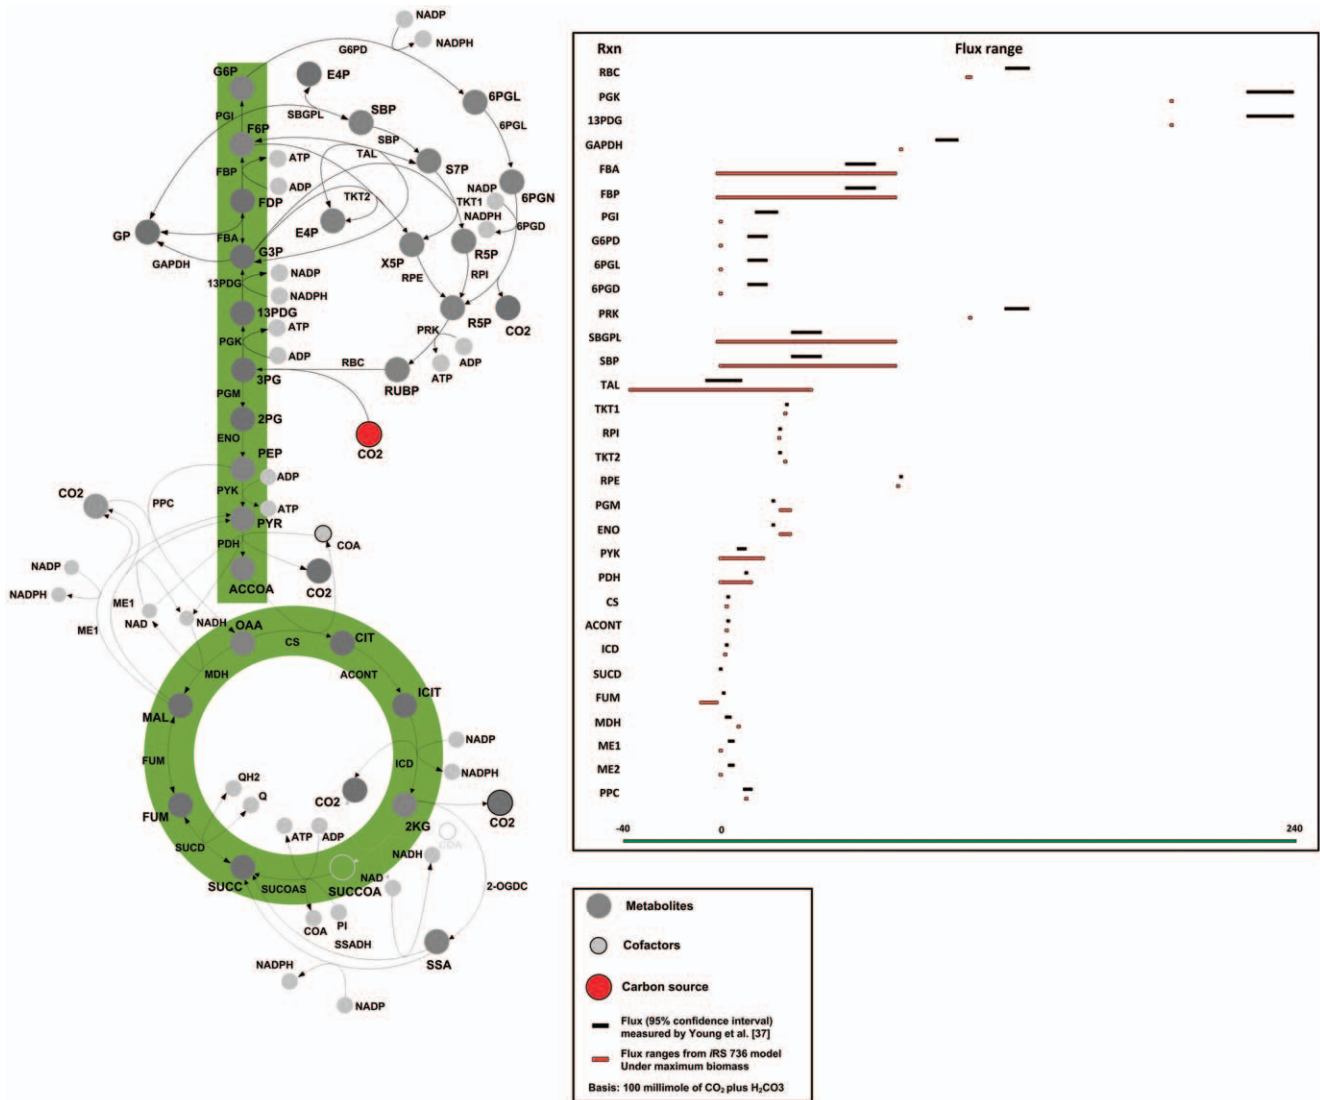 NADP
NADPH
G6PD
G6P
E4P
SBGPL
SBP
6PGL
PGI
SBP
6PGL
F6P
TAL
S7P
ATP
FBP
ADP
NADP
6PGN
TKT2
TKT1
FDP
NADPH
GP
E4P
6PGD
FBA
G3P
X5P
R5P
GAPDH
RPE
RPI
13PDG
NADP
NADPH
13PDG
ATP
R5P
CO2
PGK
ADP
PRK
ADP
RBC
ATP
3PG
RUBP
PGM
2PG
ENO
CO2
PEP
ADP
CO2
PPC
PYK
ATP
PYR
COA
PDH
NADP
CO2
ACCOA
NADPH
ME1
NAD
NADH
ME1
OAA
CS
CIT
MDH
ACONT
ICIT
MAL
NADP
FUM
ICD
QH2
NADPH
CO2
Q
FUM
2KG
CO2
ATP
ADP
COA
SUCD
NADH
SUCC
SUCOAS
SUCCOA
NAD
2-OGDC
COA
PI
SSADH
SSA
NADPH
NADP
Rxn Flux range
RBC
PGK
13PDG
GAPDH
FBA
FBP
PGI
G6PD
6PGL
6PGD
PRK
SBGPL
SBP
TAL
TKT1
RPI
TKT2
RPE
PGM
ENO
PYK
PDH
CS
ACONT
ICD
SUCD
FUM
MDH
ME1
ME2
PPC
-40 0 240
Metabolites
Cofactors
Carbon source
Flux (95% confidence interval)
measured by Young et al. [37]
Flux ranges from iRS 736 model
Under maximum biomass
Basis: 100 millimole of CO2 plus H2CO3